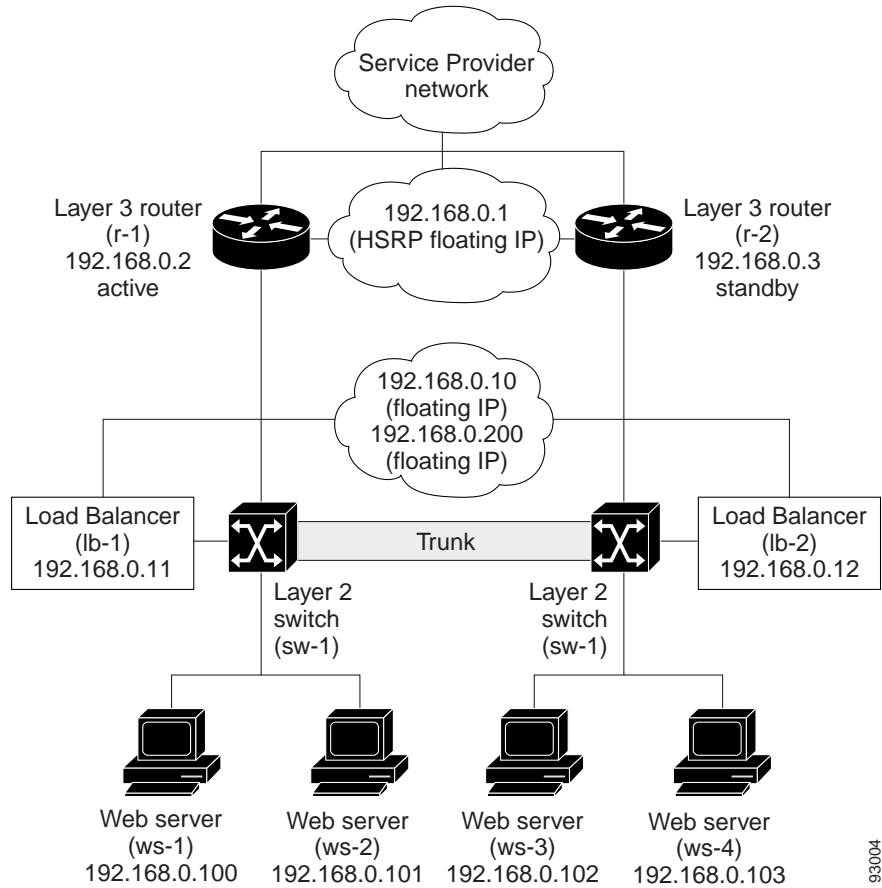 Service Provider
network
Layer 3 router
(r-1)
192.168.0.2
active
192.168.0.1
(HSRP floating IP)
Layer 3 router
(r-2)
192.168.0.3
standby
192.168.0.10
(floating IP)
192.168.0.200
(floating IP)
Load Balancer
(lb-1)
192.168.0.11
Trunk
Load Balancer
(lb-2)
192.168.0.12
Layer 2
switch
(sw-1)
Layer 2
switch
(sw-1)
Web server
(ws-1)
192.168.0.100
Web server
(ws-2)
192.168.0.101
Web server
(ws-3)
192.168.0.102
Web server
(ws-4)
192.168.0.103
93004